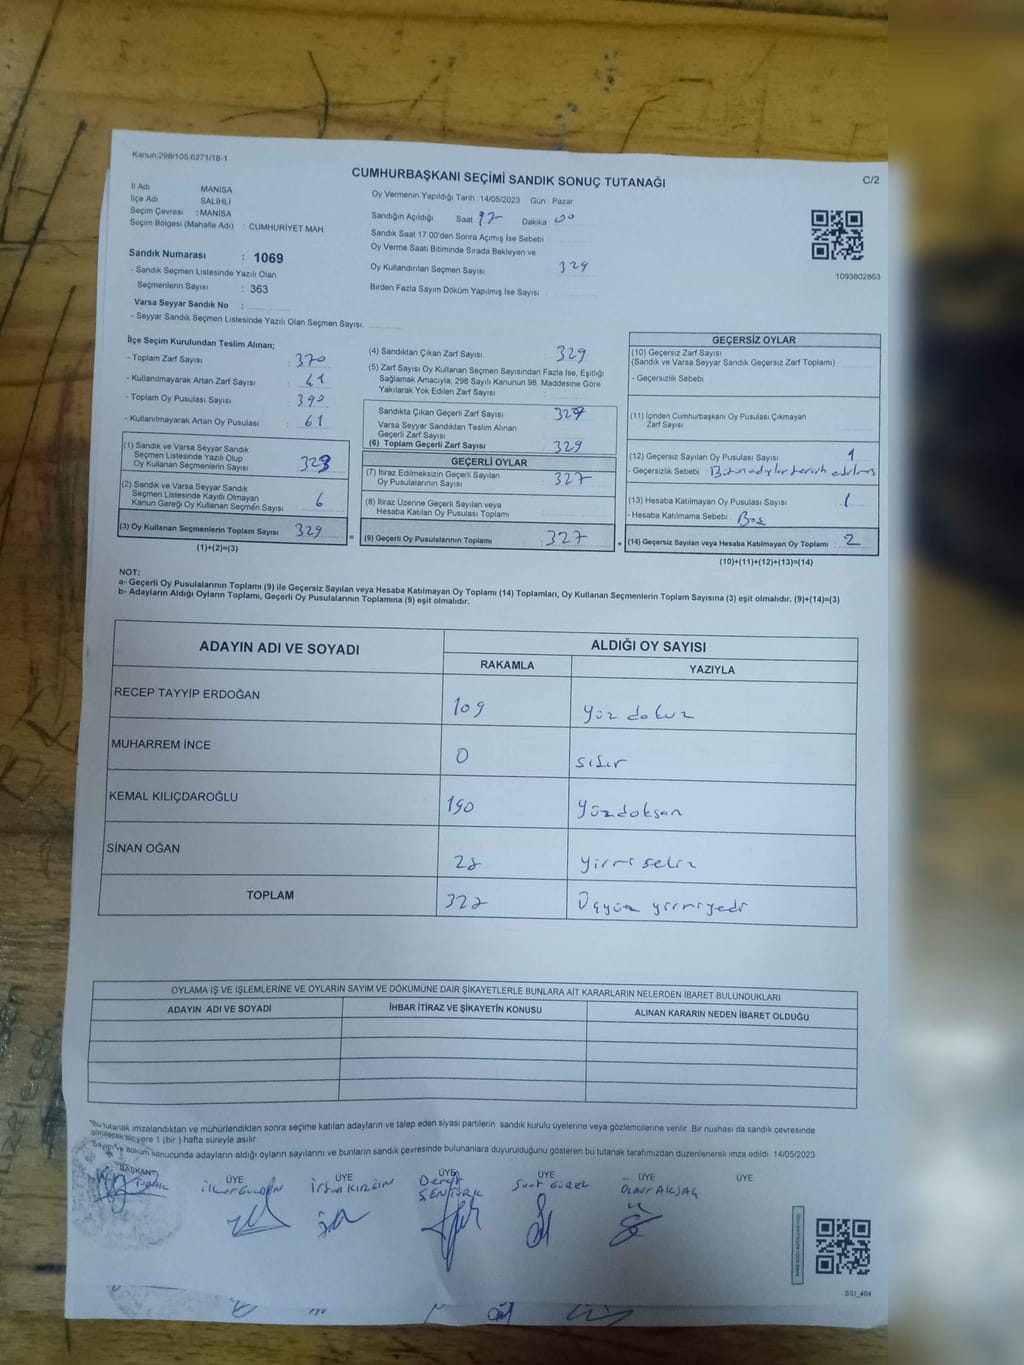 Kanun;298/105;6271/18-1
CUMHURBAŞKANI SEÇİMİ SANDIK SONUÇ TUTANAĞI
C/2
İl Adı MANİSA
İlçe Adı SALİHLİ
Seçim Çevresi :MANİSA
Seçim Bölgesi (Mahalle Adı) : CUMHURİYET MAH
Oy Vermenin Yapıldığı Tarih :14/05/2023 Gün Pazar
Sandığın Açıldığı Saat Dakika
Sandık Saat 17:00'den Sonra Açımış İse Sebebi
Oy Verme Saati Bitiminde Sırada Bekleyen ve
Oy Kullandırılan Seçmen Sayısı 329
Birden Fazla Sayım Döküm Yapılmış İse Sayısı
1093802863
Sandık Numarası : 1069
- Sandık Seçmen Listesinde Yazılı Olan
Seçmenlerin Sayısı : 363
Varsa Seyyar Sandık No :
- Seyyar Sandık Seçmen Listesinde Yazılı Olan Seçmen Sayısı:
İlçe Seçim Kurulundan Teslim Alınan;
- Toplam Zarf Sayısı : 370
- Kullanılmayarak Artan Zarf Sayısı :
- Toplam Oy Pusulası Sayısı : 390
- Kullanılmayarak Artan Oy Pusulası : 61
(1) Sandık ve Varsa Seyyar Sandık
Seçmen Listesinde Yazılı Olup
Oy Kullanan Seçmenlerin Sayısı : 323
(2) Sandık ve Varsa Seyyar Sandık
Seçmen Listesinde Kayıtlı Olmayan
Kanun Gereği Oy Kullanan Seçmen Sayısı : 6
(3) Oy Kullanan Seçmenlerin Toplam Sayısı 329
(1)+(2)=(3)
=
(4) Sandıktan Çıkan Zarf Sayısı 329
(5) Zarf Sayısı Oy Kullanan Seçmen Sayısından Fazla İse, Eşitliği
Sağlamak Amacıyla, 298 Sayılı Kanunun 98. Maddesine Göre
Yakılarak Yok Edilen Zarf Sayısı
Sandıkta Çıkan Geçerli Zarf Sayısı
Varsa Seyyar Sandıktan Teslim Alınan
Geçerli Zarf Sayısı
(6) Toplam Geçerli Zarf Sayısı 329
GEÇERLİ OYLAR
(7) İtiraz Edilmeksizin Geçerli Sayılan
Oy Pusulalarının Sayısı : 327
(8) İtiraz Üzerine Geçerli Sayılan veya
Hesaba Katılan Oy Pusulası Toplamı
(9) Geçerli Oy Pusulalarının Toplamı : 327
+
GEÇERSİZ OYLAR
(10) Geçersiz Zarf Sayısı
(Sandık ve Varsa Seyyar Sandık Geçersiz Zarf Toplamı) :
- Geçersizlik Sebebi
(11) İçinden Cumhurbaşkanı Oy Pusulası Çıkmayan
Zarf Sayısı
(12) Geçersiz Sayılan Oy Pusulası Sayısı 1
- Geçersizlik Sebebi
(13) Hesaba Katılmayan Oy Pusulası Sayısı 1
- Hesaba Katılmama Sebebi : Boş
(14) Geçersiz Sayılan veya Hesaba Katılmayan Oy Toplamı : 2
(10)+(11)+(12)+(13)=(14)
NOT:
a- Geçerli Oy Pusulalarının Toplamı (9) ile Geçersiz Sayılan veya Hesaba Katılmayan Oy Toplamı (14) Toplamları, Oy Kullanan Seçmenlerin Toplam Sayısına (3) eşit olmalıdır. (9)+(14)=(3)
b- Adayların Aldığı Oyların Toplamı, Geçerli Oy Pusulalarının Toplamına (9) eşit olmalıdır.
ADAYIN ADI VE SOYADI
ALDIĞI OY SAYISI
RAKAMLA YAZIYLA
RECEP TAYYİP ERDOĞAN 109 yüz dokuz
MUHARREM İNCE 0 sıfır
KEMAL KILIÇDAROĞLU 190 yüzdoksan
SİNAN OĞAN 28 yirmi sekiz
TOPLAM 327 Üçyüz yirmiyedi
OYLAMA İŞ VE İŞLEMLERİNE VE OYLARIN SAYIM VE DÖKÜMÜNE DAİR ŞİKAYETLERLE BUNLARA AİT KARARLARIN NELERDEN İBARET BULUNDUKLARI
ADAYIN ADI VE SOYADI İHBAR İTİRAZ VE ŞİKAYETİN KONUSU ALINAN KARARIN NEDEN İBARET OLDUĞU
*Bu tutanak imzalandıktan ve mühürlendikten sonra seçime katılan adayların ve talep eden siyasi partilerin sandık kurulu üyelerine veya gözlemcilerine verilir. Bir nüshası da sandık çevresinde
görülecek bir yere 1 (bir) hafta süreyle asılır
Sayım ve döküm sonucunda adayların aldığı oyların sayılarını ve bunların sandık çevresinde bulunanlara duyurulduğunu gösteren bu tutanak tarafımızdan düzenlenerek imza edildi 14/05/2023
BAŞKAN ÜYE ÜYE ÜYE ÜYE ÜYE ÜYE
İrfan KIRGIN
ŞENTÜRK
Suat GÜREL
SSI_404